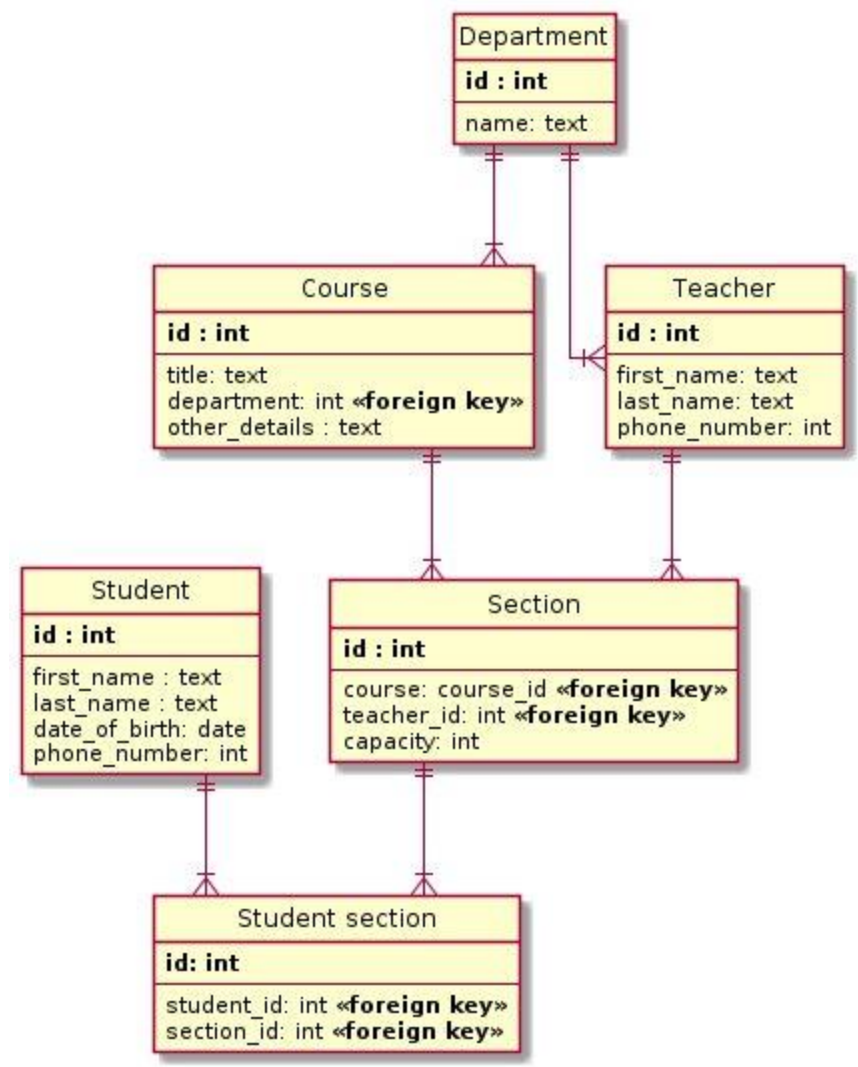 Department
id : int
name: text
Course
id : int
title: text
department: int «foreign key»
other_details : text
Teacher
id : int
first_name: text
last_name: text
phone_number: int
Student
id : int
first_name : text
last_name : text
date_of_birth: date
phone_number: int
Section
id : int
course: course_id «foreign key»
teacher_id: int «foreign key»
capacity: int
Student section
id: int
student_id: int «foreign key»
section_id: int «foreign key»